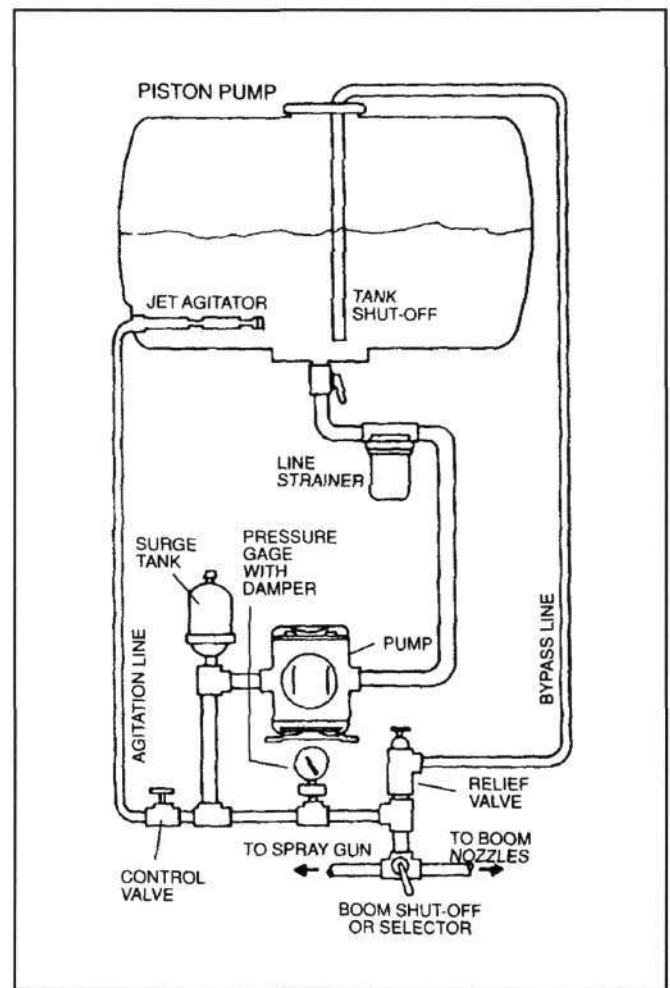 PISTON PUMP
JET AGITATOR
TANK
SHUT-OFF
LINE
STRAINER
SURGE
TANK
PRESSURE
GAGE
WITH
DAMPER
PUMP
AGITATION LINE
BYPASS LINE
RELIEF
VALVE
CONTROL
VALVE
TO SPRAY GUN
TO BOOM
NOZZLES
BOOM SHUT-OFF
OR SELECTOR